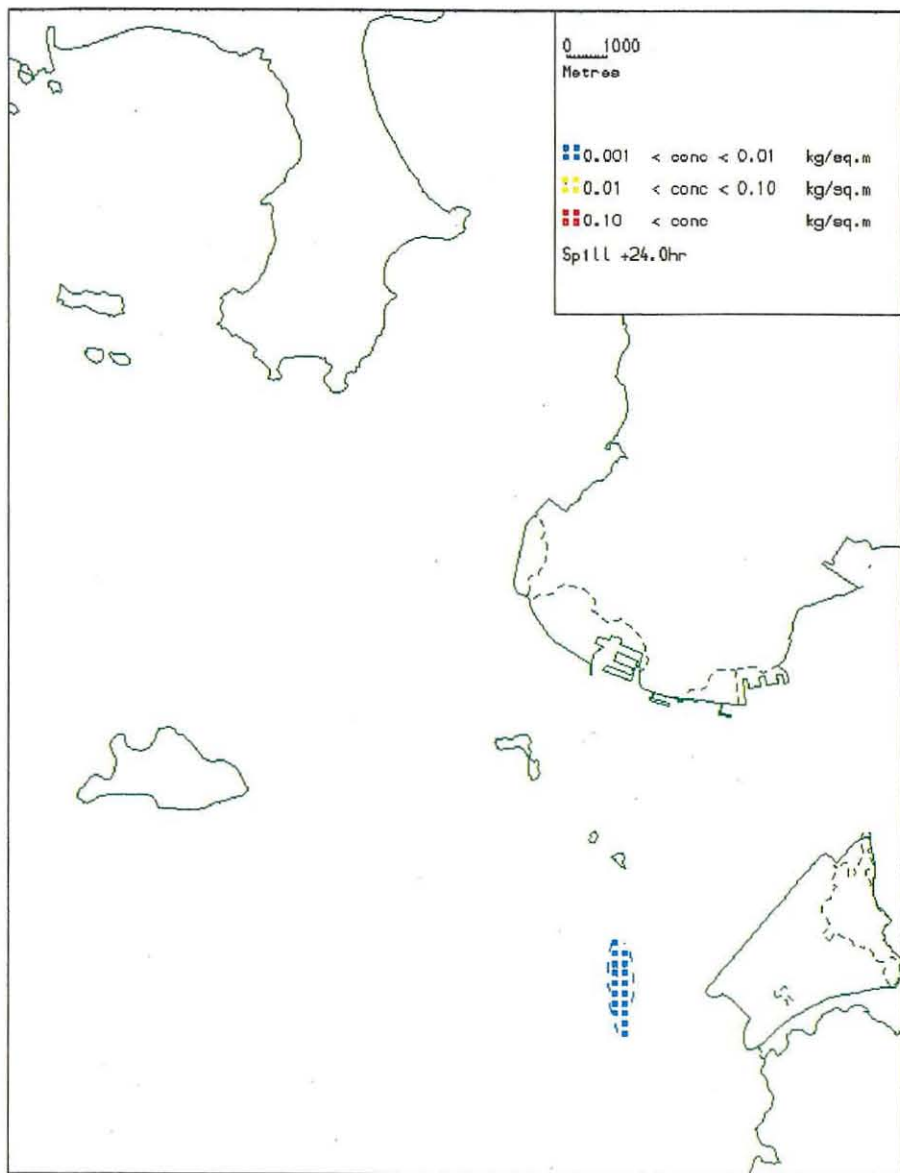 0 1000
Metres
0.001 < conc < 0.01 kg/sq.m
0.01 < conc < 0.10 kg/sq.m
0.10 < conc kg/sq.m
Spill +24.0hr